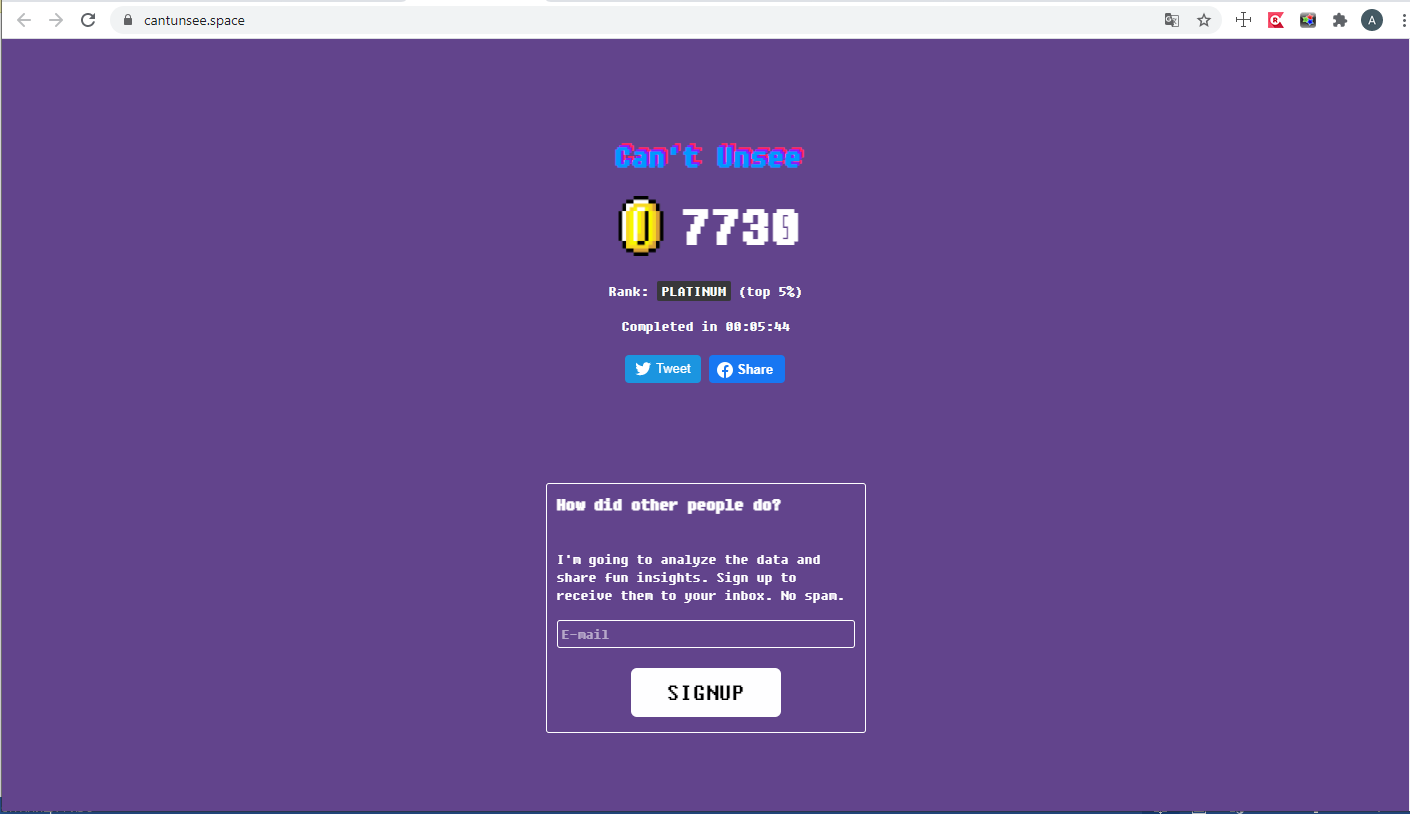 cantunsee.space
A
Can't Unsee
7730
Rank: PLATINUM (top 5%)
Completed in 00:05:44
Tweet
Share
How did other people do?
I'm going to analyze the data and
share fun insights. Sign up to
receive them to your inbox. No spam.
E-mail
SIGNUP